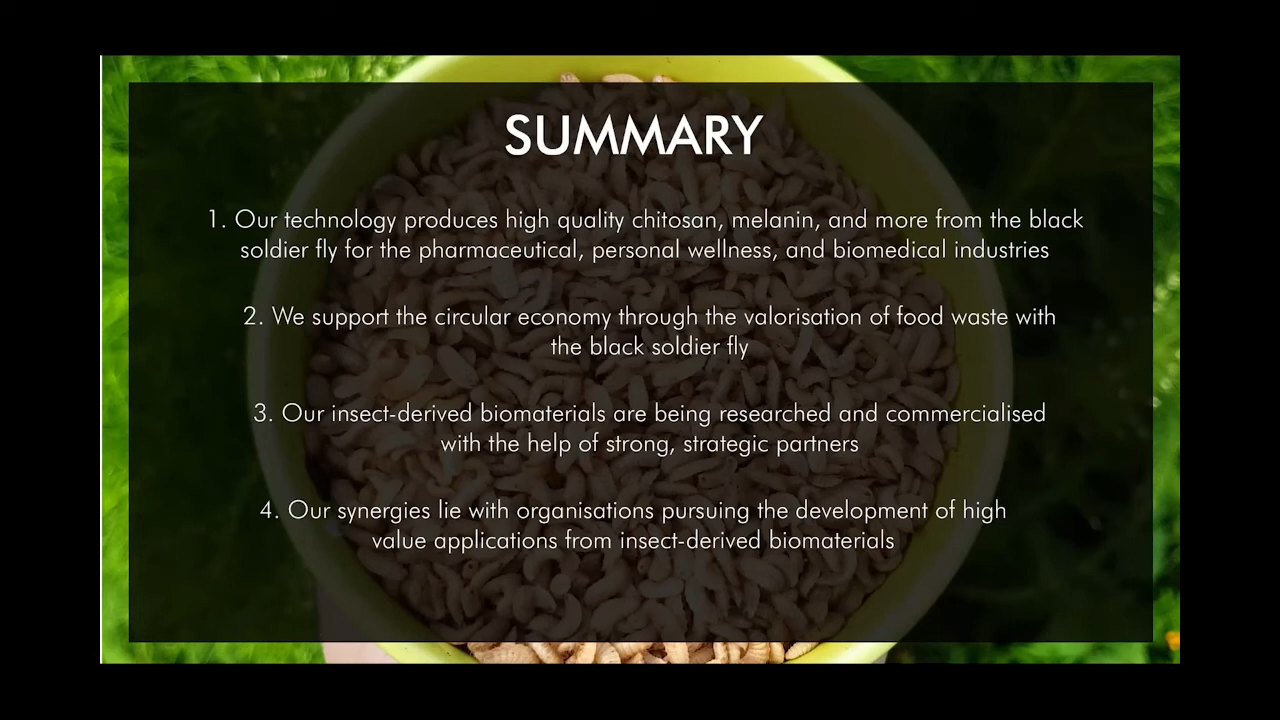 SUMMARY
1. Our technology produces high quality chitosan, melanin, and more from the black
soldier fly for the pharmaceutical, personal wellness, and biomedical industries
2. We support the circular economy through the valorisation of food waste with
the black soldier fly
3. Our insect-derived biomaterials are being researched and commercialised
with the help of strong, strategic partners
4. Our synergies lie with organisations pursuing the development of high
value applications from insect-derived biomaterials